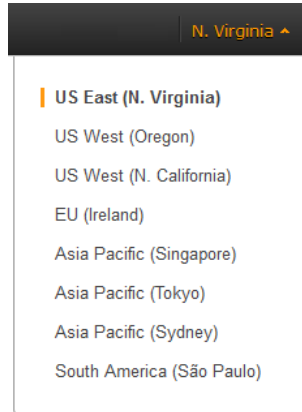 N. Virginia
US East (N. Virginia)
US West (Oregon)
US West (N. California)
EU (Ireland)
Asia Pacific (Singapore)
Asia Pacific (Tokyo)
Asia Pacific (Sydney)
South America (São Paulo)